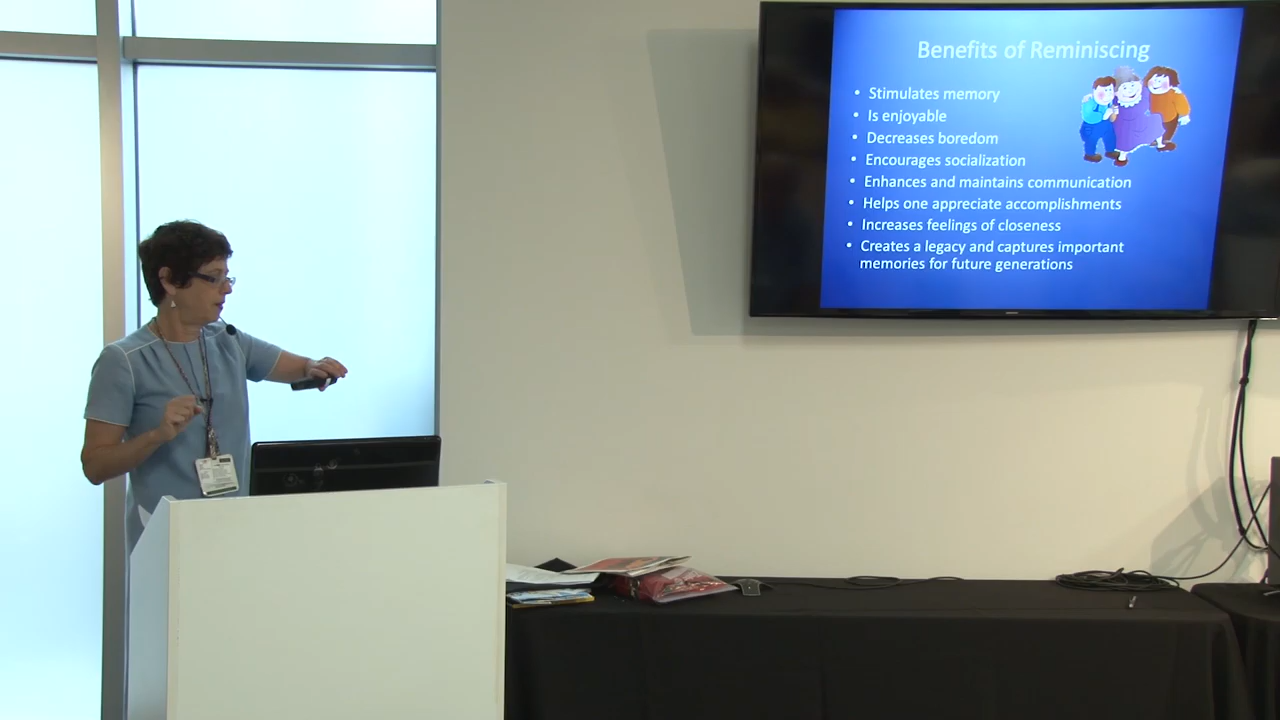 Benefits of Reminiscing
• Stimulates memory
• Is enjoyable
• Decreases boredom
• Encourages socialization
• Enhances and maintains communication
• Helps one appreciate accomplishments
• Increases feelings of closeness
• Creates a legacy and captures important
memories for future generations